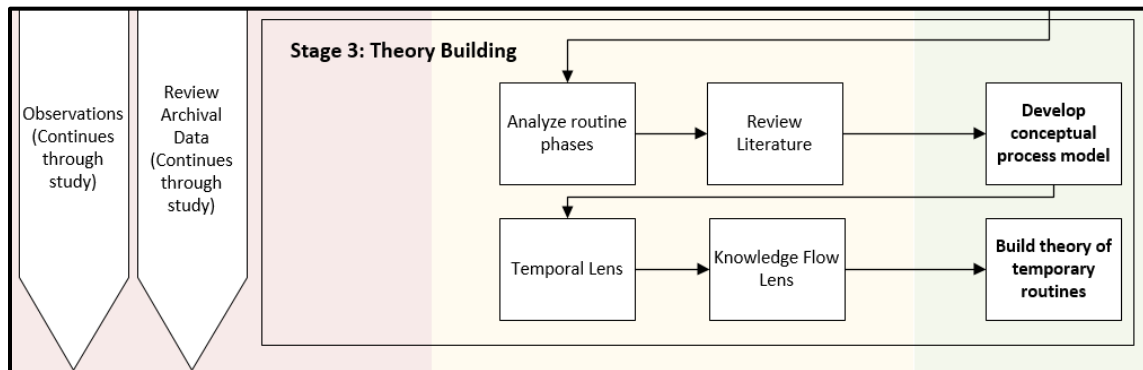 Stage 3: Theory Building
Observations
(Continues
through
study)
Review
Archival
Data
(Continues
through
study)
Analyze routine
phases
Review
Literature
Develop
conceptual
process model
Temporal Lens
Knowledge Flow
Lens
Build theory of
temporary
routines